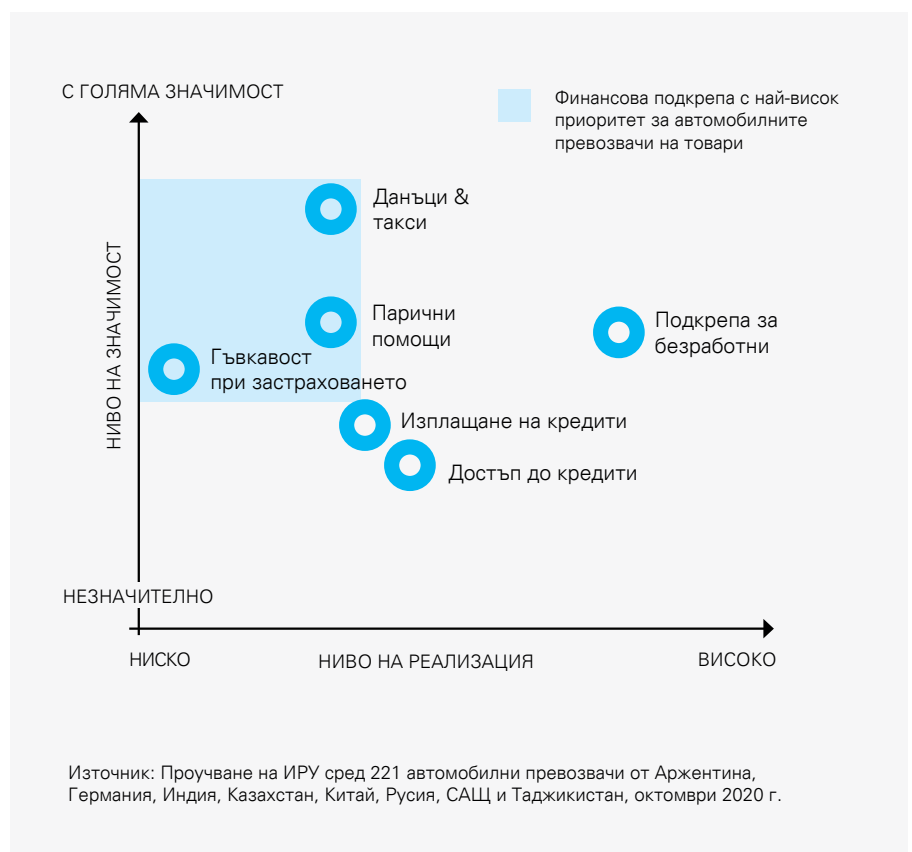 С ГОЛЯМА ЗНАЧИМОСТ
Финансова подкрепа с най-висок
приоритет за автомобилните
превозвачи на товари
Данъци &
такси
НИВО НА ЗНАЧИМОСТ
Парични
помощи
Подкрепа за
безработни
Гъвкавост
при застраховането
Изплащане на кредити
Достъп до кредити
НЕЗНАЧИТЕЛНО
НИСКО
НИВО НА РЕАЛИЗАЦИЯ
ВИСОКО
Източник: Проучване на ИРУ сред 221 автомобилни превозвачи от Аржентина,
Германия, Индия, Казахстан, Китай, Русия, САЩ и Таджикистан, октомври 2020 г.